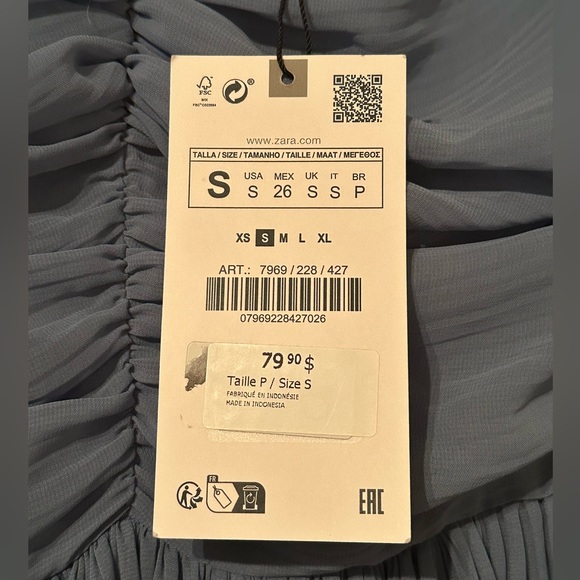 FSC
MIX
www.zara.com
TALLA / SIZE / TAMANHO / TAILLE / MAAT / ΜΕΓΕΘΟΣ
S USA MEX UK IT BR
S 26 S S P
XS S M L XL
ART.: 7969 / 228 / 427
07969228427026
79 90 $
Taille P / Size S
FABRIQUÉ EN INDONÉSIE
MADE IN INDONESIA
FR
EAC